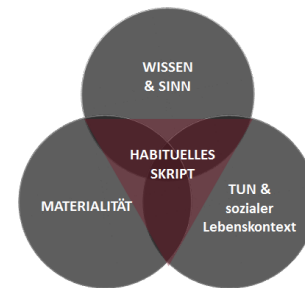 WISSEN
& SINN
HABITUELLES
SKRIPT
MATERIALITÄT
TUN &
sozialer
Lebenskontext